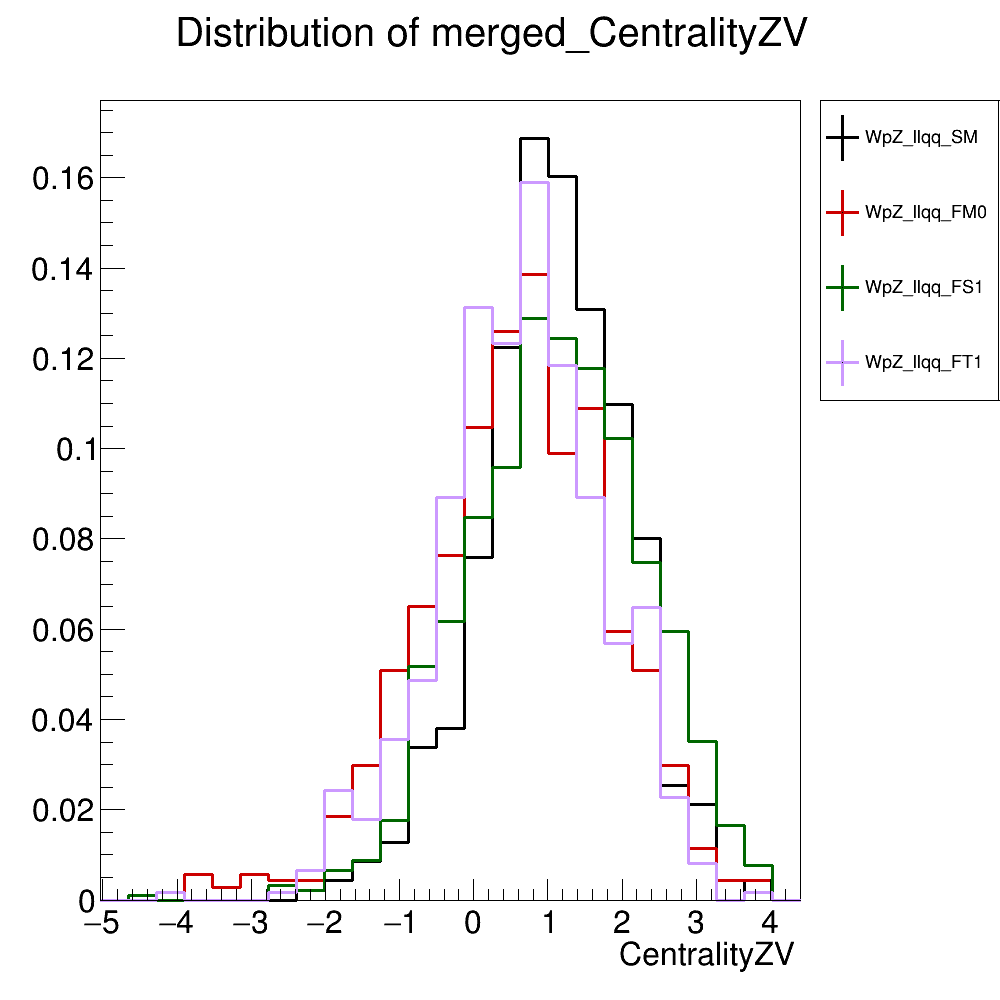 Distribution of merged_CentralityZV
WpZ_llqq_SM
WpZ_llqq_FM0
WpZ_llqq_FS1
WpZ_llqq_FT1
0.16
0.14
0.12
0.1
0.08
0.06
0.04
0.02
0
−5 −4 −3 −2 −1 0 1 2 3 4
CentralityZV